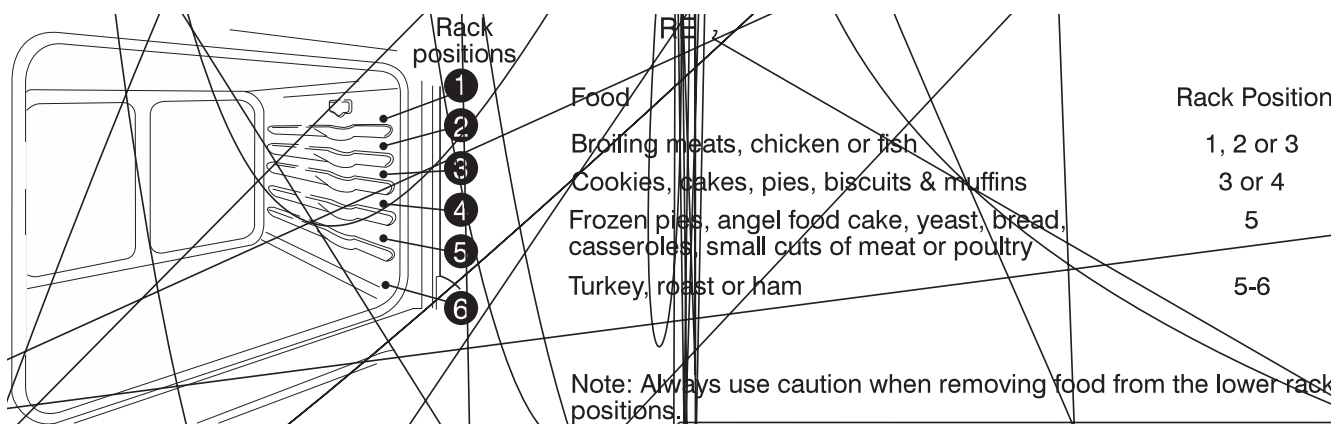 Rack
positions
1
2
3
4
5
6
RE ,
Food Rack Position
Broiling meats, chicken or fish 1, 2 or 3
Cookies, cakes, pies, biscuits & muffins 3 or 4
Frozen pies, angel food cake, yeast, bread, 5
casseroles, small cuts of meat or poultry
Turkey, roast or ham 5-6
Note: Always use caution when removing food from the lower rack
positions.